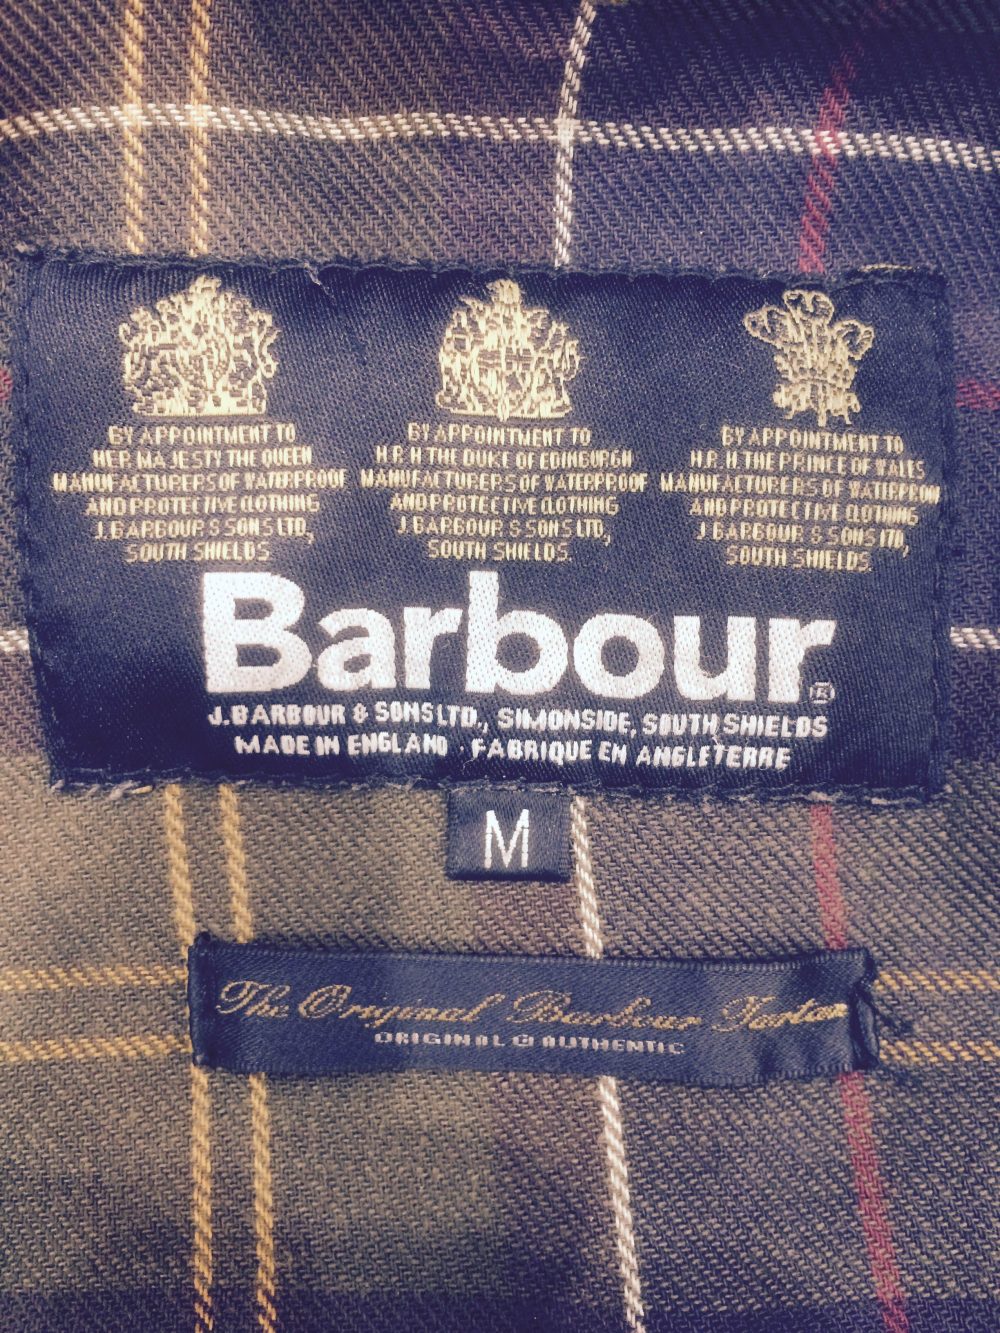 BY APPOINTMENT TO
HER MAJESTY THE QUEEN
MANUFACTURERS OF WATERPROOF
AND PROTECTIVE CLOTHING
J. BARBOUR & SONS LTD,
SOUTH SHIELDS
BY APPOINTMENT TO
H.R.H THE DUKE OF EDINBURGH
MANUFACTURERS OF WATERPROOF
AND PROTECTIVE CLOTHING
J. BARBOUR & SONS LTD,
SOUTH SHIELDS.
BY APPOINTMENT TO
H.R.H THE PRINCE OF WALES
MANUFACTURERS OF WATERPROOF
AND PROTECTIVE CLOTHING
J. BARBOUR & SONS LTD,
SOUTH SHIELDS.
Barbour®
J. BARBOUR & SONS LTD., SIMONSIDE, SOUTH SHIELDS
MADE IN ENGLAND · FABRIQUE EN ANGLETERRE
M
The Original Barbour Tartan
ORIGINAL & AUTHENTIC